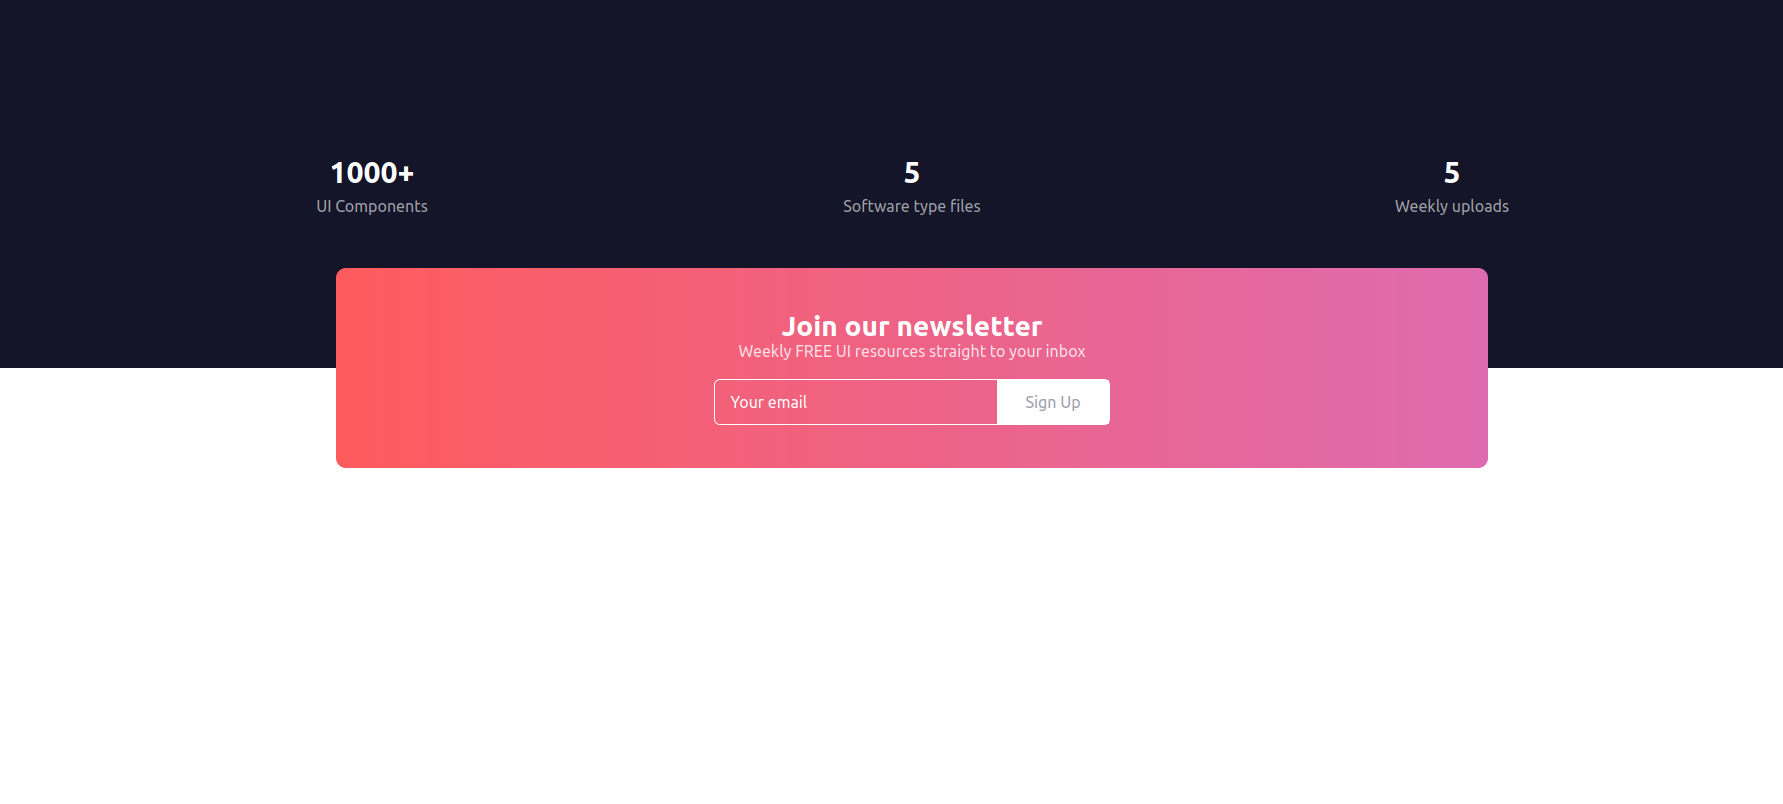 1000+
5
5
UI Components
Software type files
Weekly uploads
Join our newsletter
Weekly FREE UI resources straight to your inbox
Your email
Sign Up